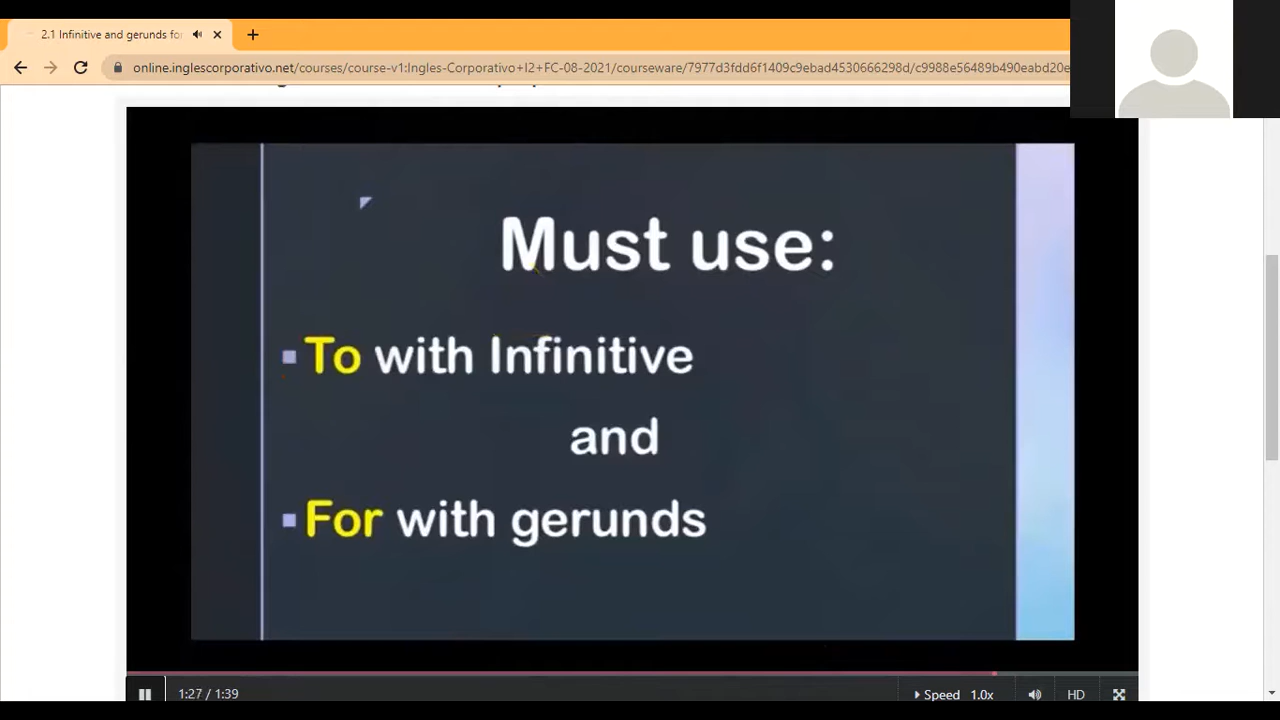 2.1 Infinitive and gerunds for
online.inglescorporativo.net/courses/course-v1:Ingles-Corporativo+I2+FC-08-2021/courseware/7977d3fdd6f1409c9ebad4530666298d/c9988e56489b490eabd20e
Must use:
To with Infinitive
and
For with gerunds
1:27 / 1:39
Speed 1.0x
HD